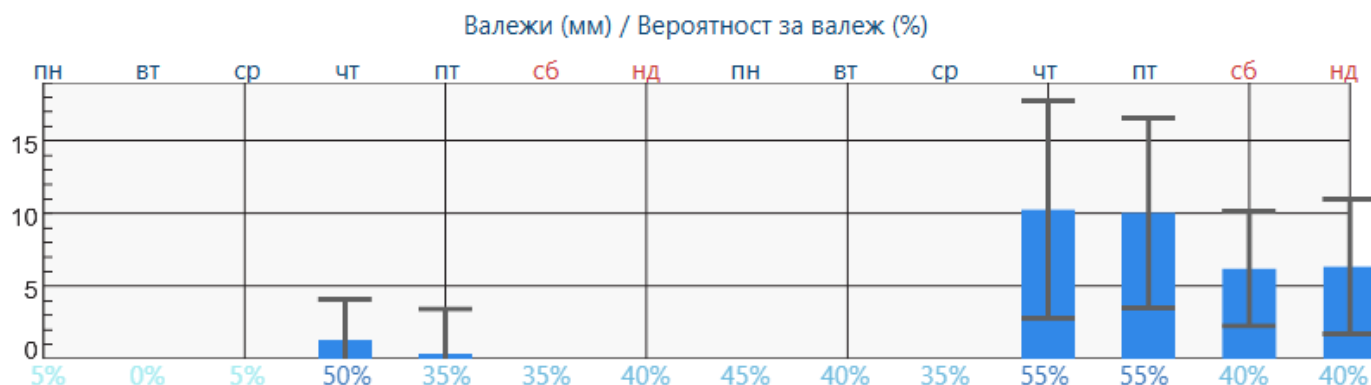 Валежи (мм) / Вероятност за валеж (%)
пн вт ср чт пт сб нд пн вт ср чт пт сб нд
15
10
5
0
5% 0% 5% 50% 35% 35% 40% 45% 40% 35% 55% 55% 40% 40%